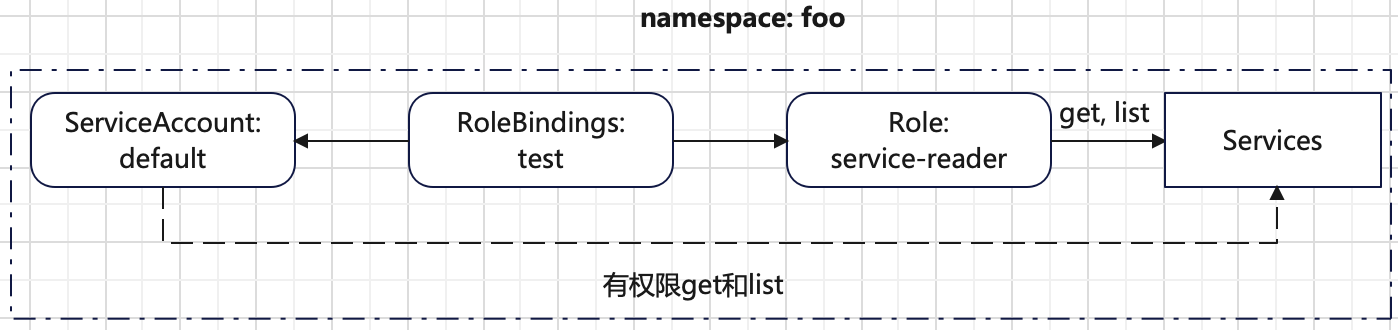 namespace: foo
ServiceAccount:
default
RoleBindings:
test
Role:
service-reader
get, list
Services
有权限get和list